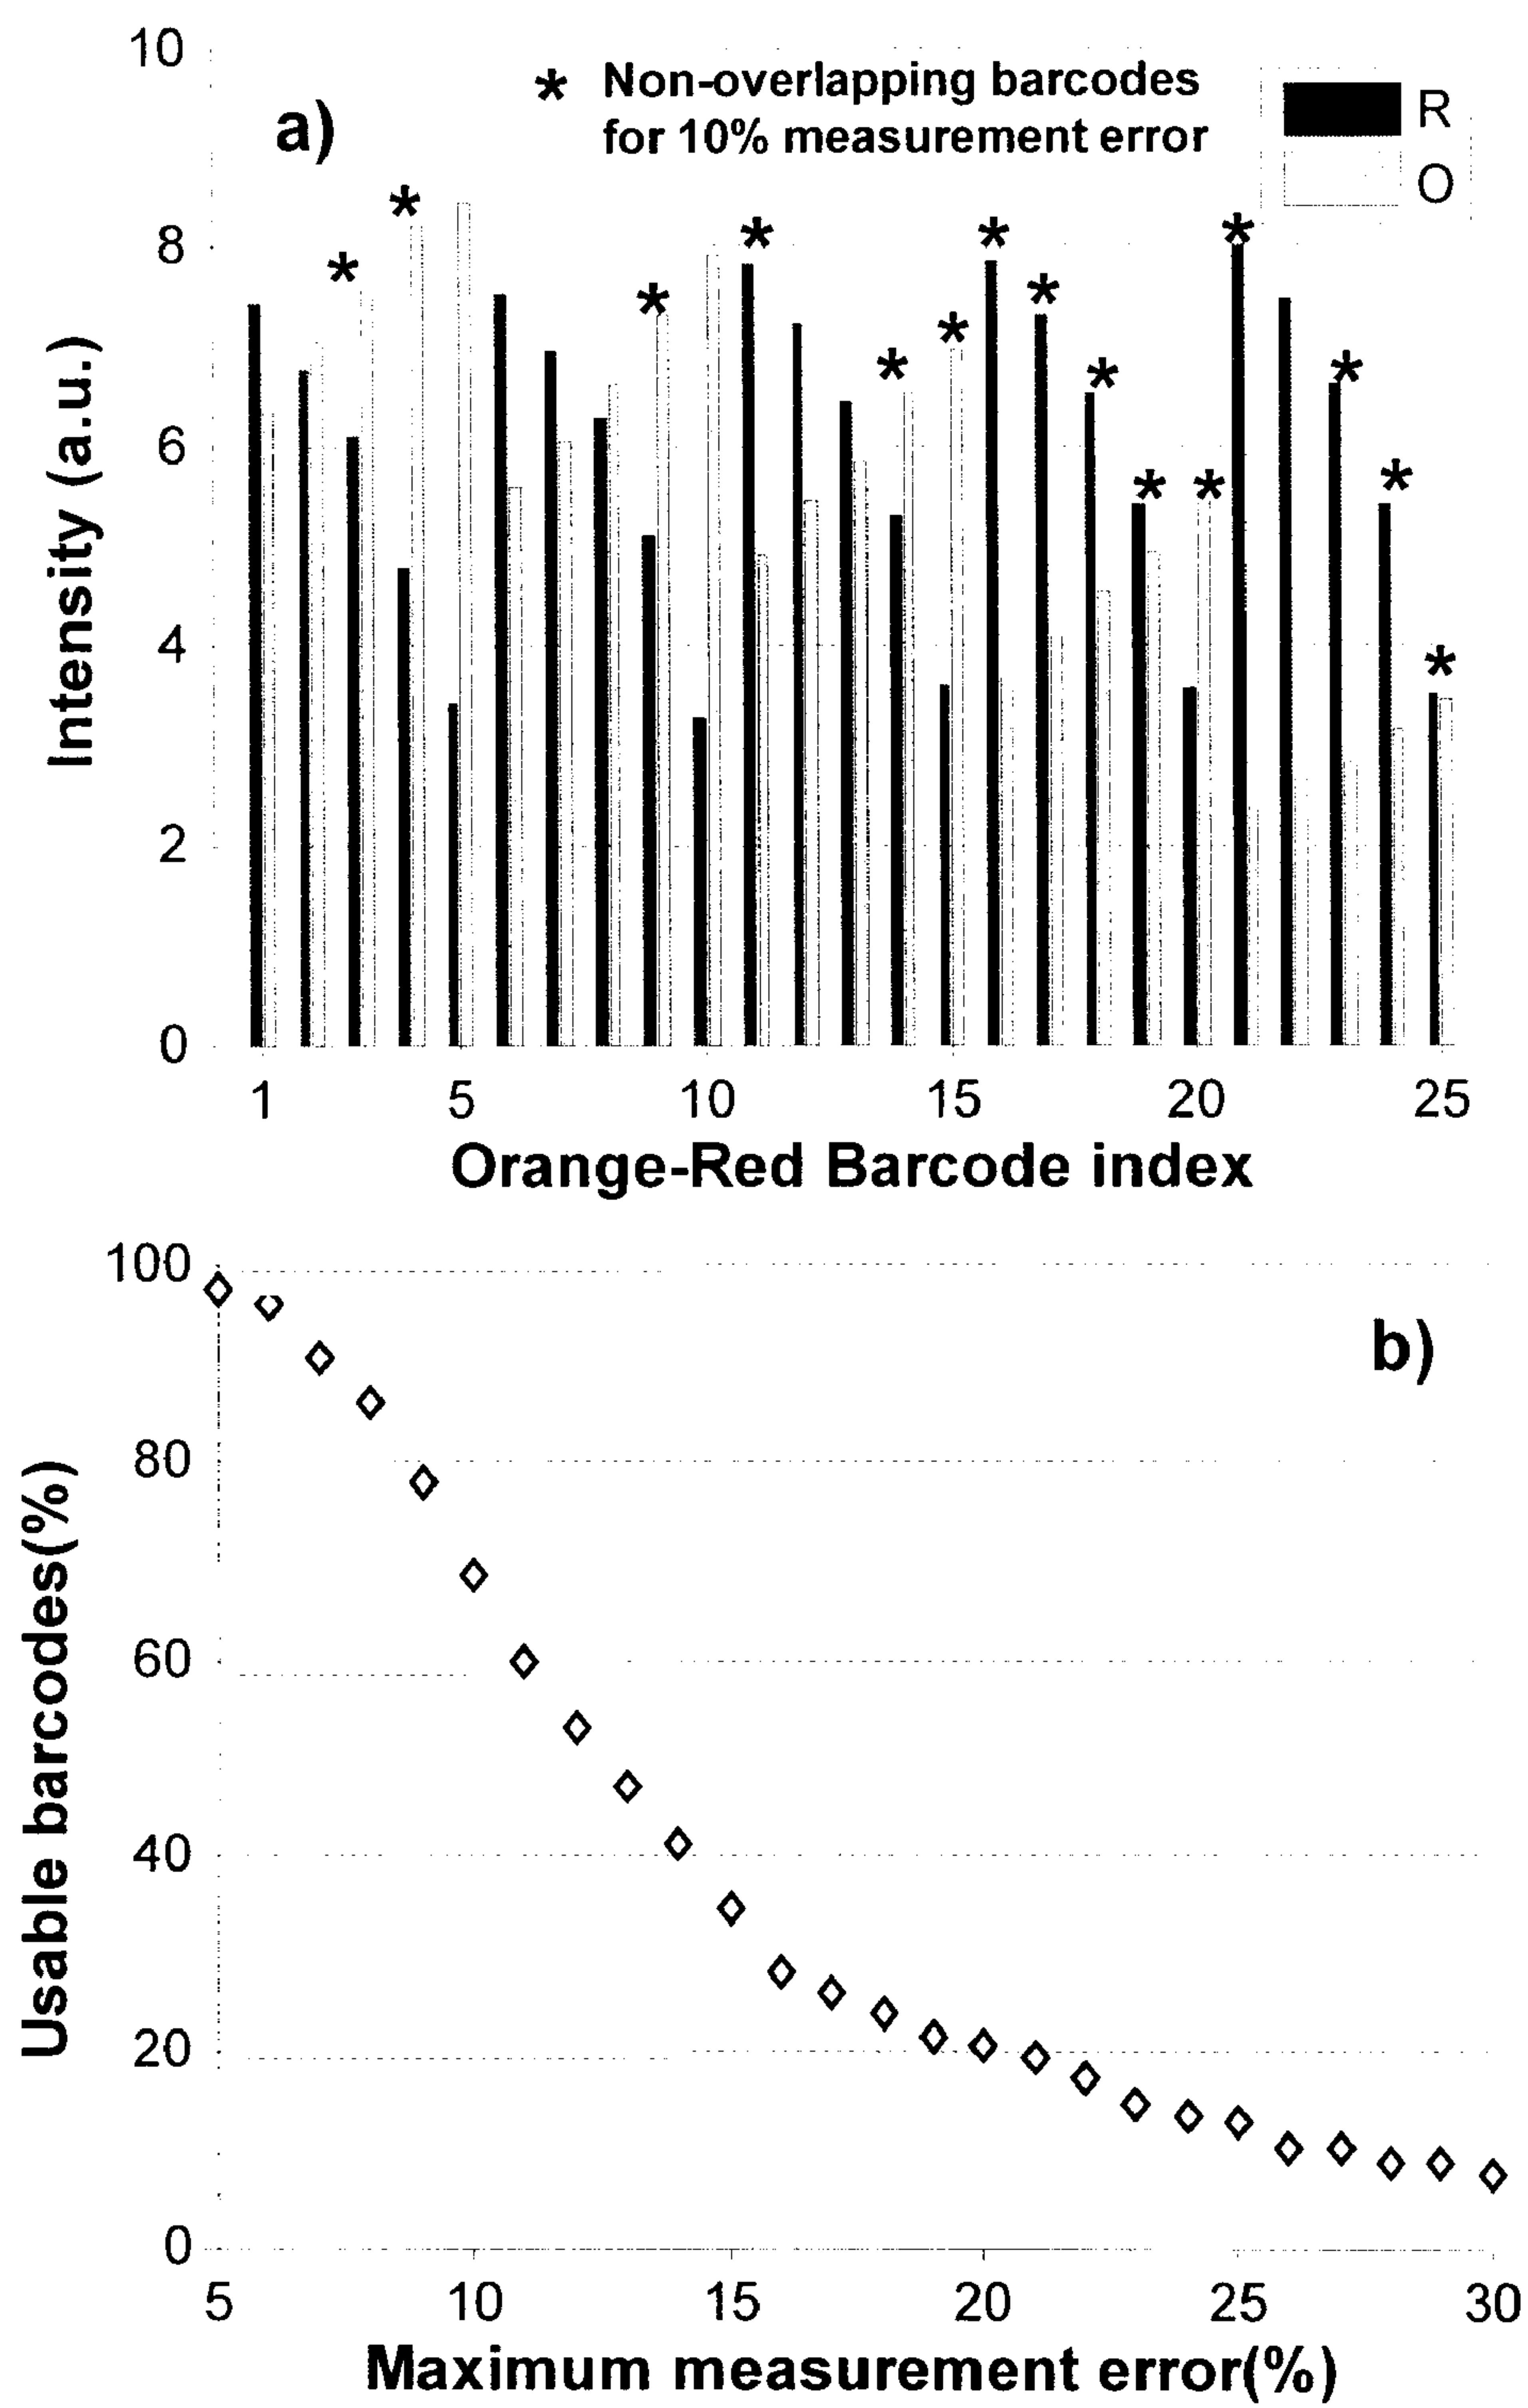 10
* Non-overlapping barcodes
for 10% measurement error
a)
R
O
8
6
4
2
0
Intensity (a.u.)
1 5 10 15 20 25
Orange-Red Barcode index
100
b)
80
60
40
20
0
Usable barcodes(%)
5 10 15 20 25 30
Maximum measurement error(%)